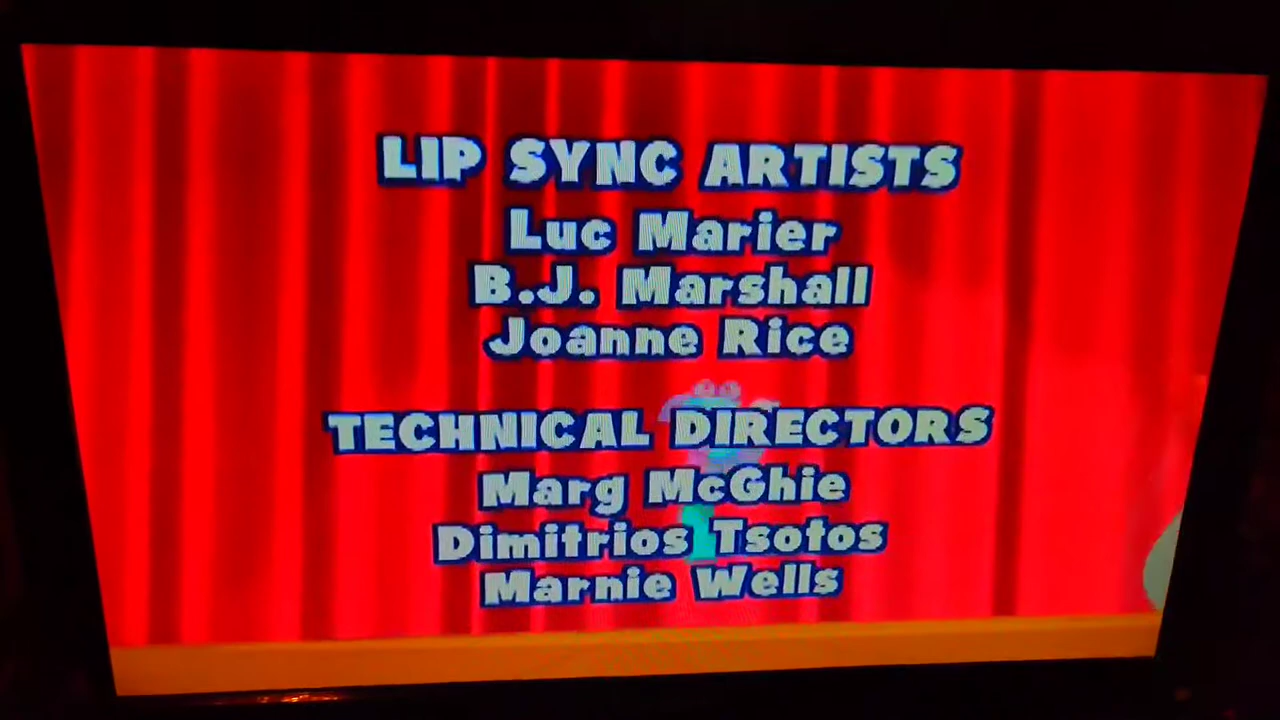 LIP SYNC ARTISTS
Luc Marier
B.J. Marshall
Joanne Rice
TECHNICAL DIRECTORS
Marg McGhie
Dimitrios Tsotos
Marnie Wells